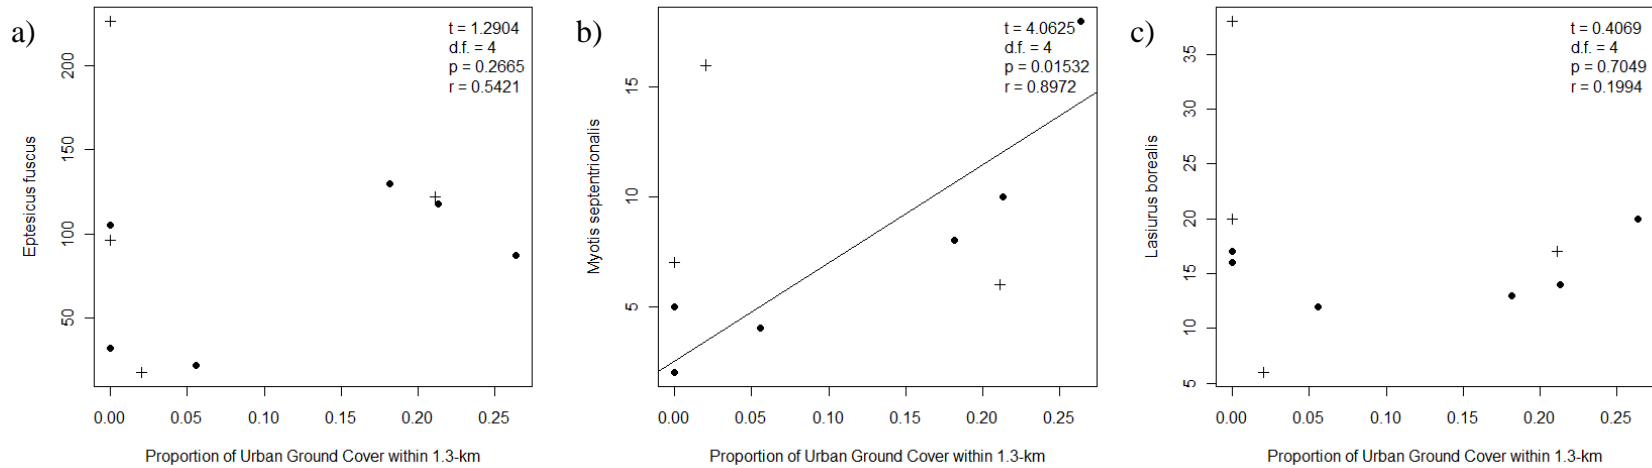 a)
t = 1.2904
d.f. = 4
p = 0.2665
r = 0.5421
Eptesicus fuscus
50
100
150
200
0.00 0.05 0.10 0.15 0.20 0.25
Proportion of Urban Ground Cover within 1.3-km
b)
t = 4.0625
d.f. = 4
p = 0.01532
r = 0.8972
Myotis septentrionalis
5
10
15
0.00 0.05 0.10 0.15 0.20 0.25
Proportion of Urban Ground Cover within 1.3-km
c)
t = 0.4069
d.f. = 4
p = 0.7049
r = 0.1994
Lasiurus borealis
5
10
15
20
25
30
35
0.00 0.05 0.10 0.15 0.20 0.25
Proportion of Urban Ground Cover within 1.3-km